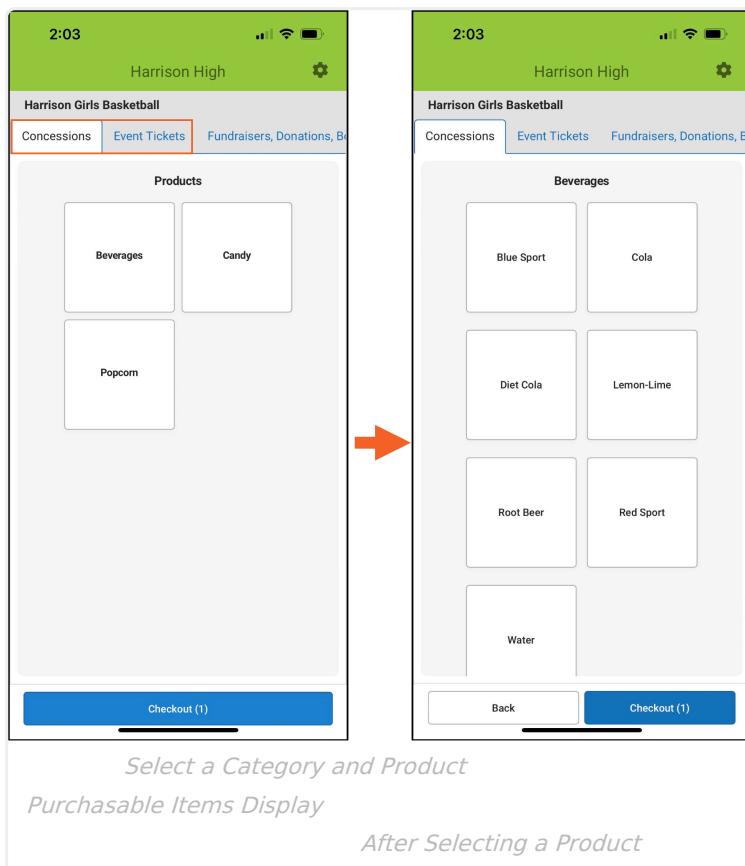 2:03
Harrison High
Harrison Girls Basketball
Concessions Event Tickets Fundraisers, Donations, Bo
Products
Beverages Candy
Popcorn
Checkout (1)
2:03
Harrison High
Harrison Girls Basketball
Concessions Event Tickets Fundraisers, Donations, B
Beverages
Blue Sport Cola
Diet Cola Lemon-Lime
Root Beer Red Sport
Water
Back Checkout (1)
Select a Category and Product
Purchasable Items Display
After Selecting a Product